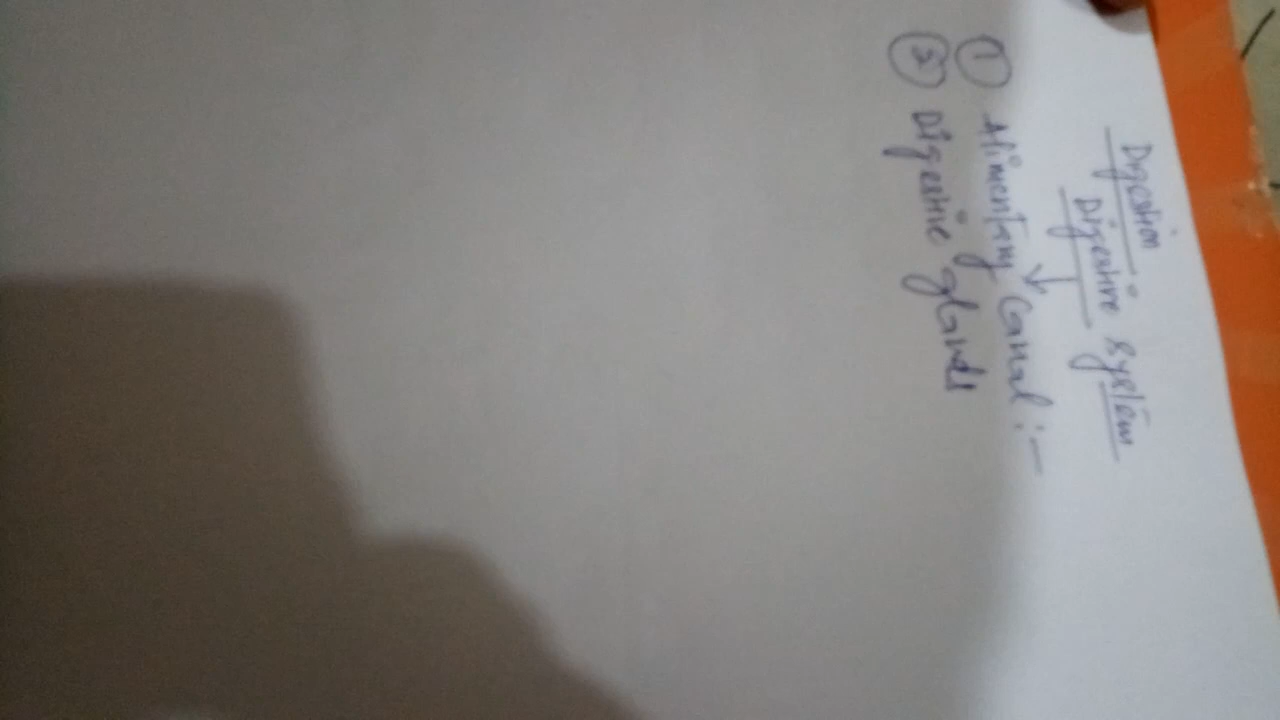 Digestion
Digestive System
↓
① Alimentary Canal :-
② Digestive glands